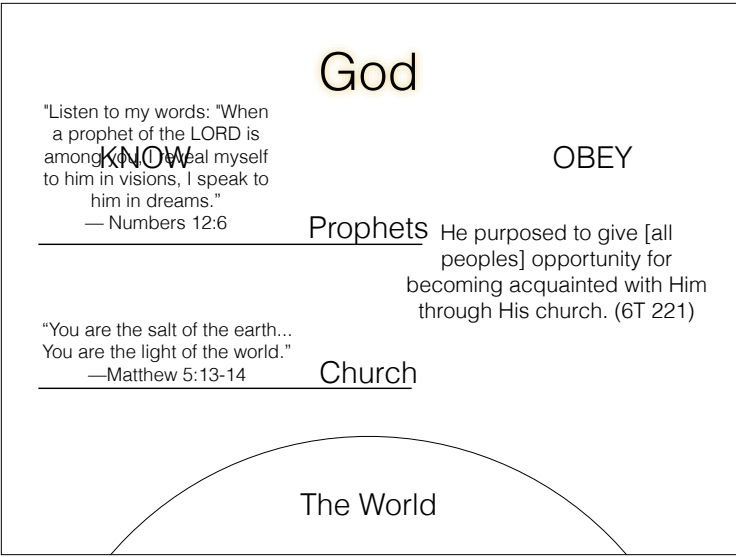 God
"Listen to my words: "When
a prophet of the LORD is
among you, I reveal myself
to him in visions, I speak to
him in dreams.”
— Numbers 12:6
KNOW
OBEY
Prophets
He purposed to give [all
peoples] opportunity for
becoming acquainted with Him
through His church. (6T 221)
“You are the salt of the earth...
You are the light of the world.”
—Matthew 5:13-14
Church
The World